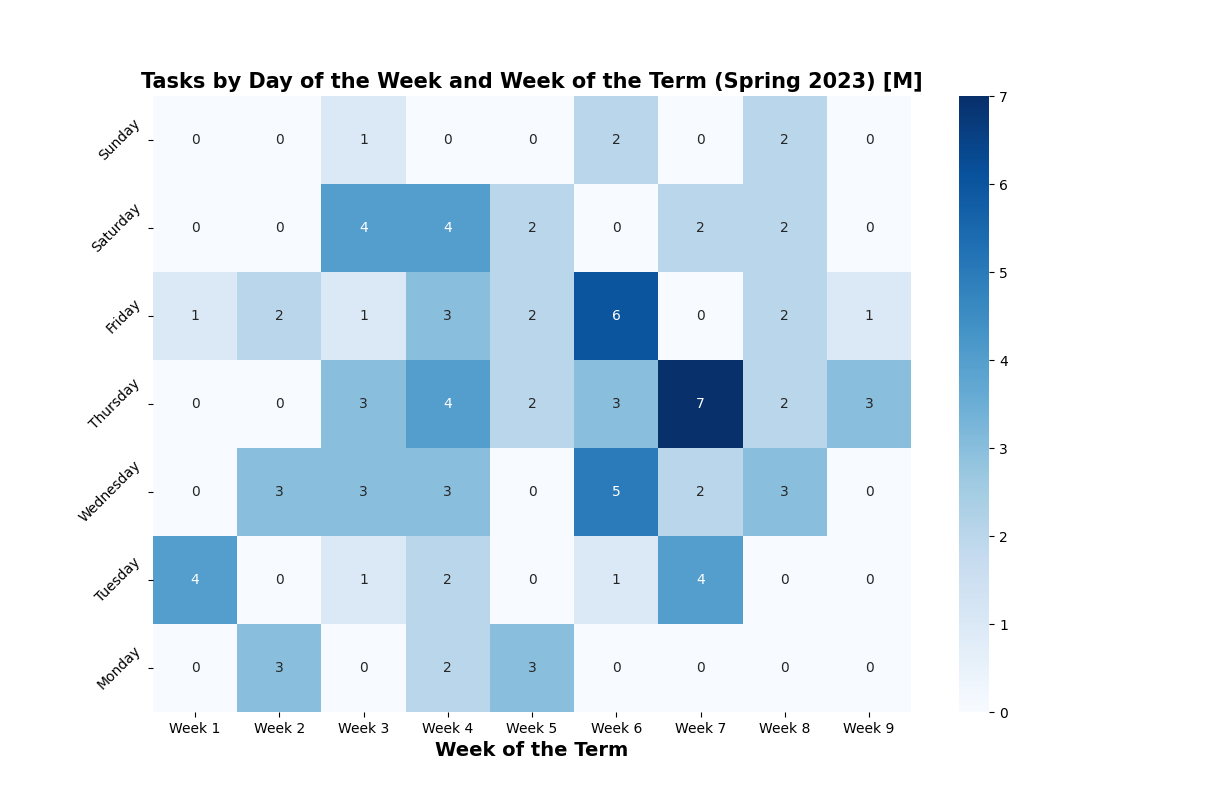 Tasks by Day of the Week and Week of the Term (Spring 2023) [M]
Sunday 0 0 1 0 0 2 0 2 0
Saturday 0 0 4 4 2 0 2 2 0
Friday 1 2 1 3 2 6 0 2 1
Thursday 0 0 3 4 2 3 7 2 3
Wednesday 0 3 3 3 0 5 2 3 0
Tuesday 4 0 1 2 0 1 4 0 0
Monday 0 3 0 2 3 0 0 0 0
Week 1 Week 2 Week 3 Week 4 Week 5 Week 6 Week 7 Week 8 Week 9
Week of the Term
7
6
5
4
3
2
1
0